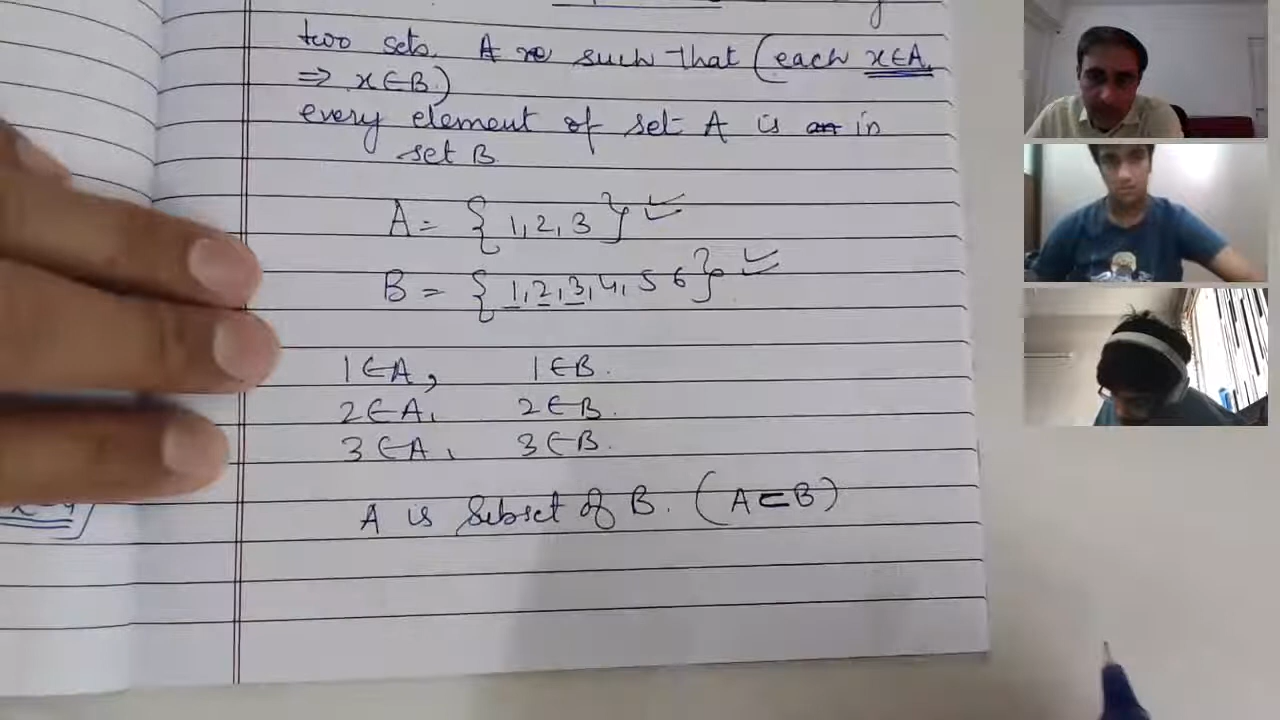 two sets. A such that (each x∈A
⇒ x∈B.)
every element of set A is in
set B
A = { 1, 2, 3 }
B = { 1, 2, 3, 4, 5 6 }
1∈A, 1∈B.
2∈A, 2∈B.
3∈A, 3∈B.
A is Subset of B. (A⊂B)